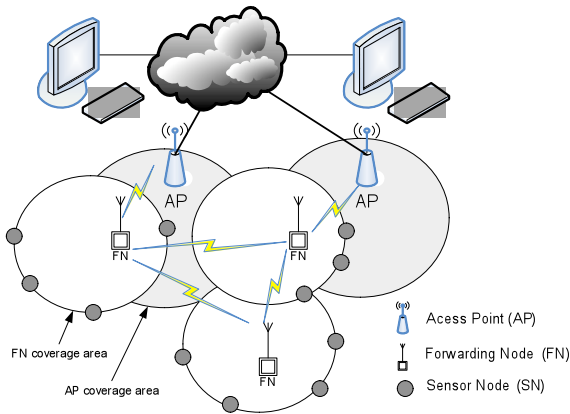 AP
AP
FN
FN
FN
FN coverage area
AP coverage area
Acess Point (AP)
Forwarding Node (FN)
Sensor Node (SN)